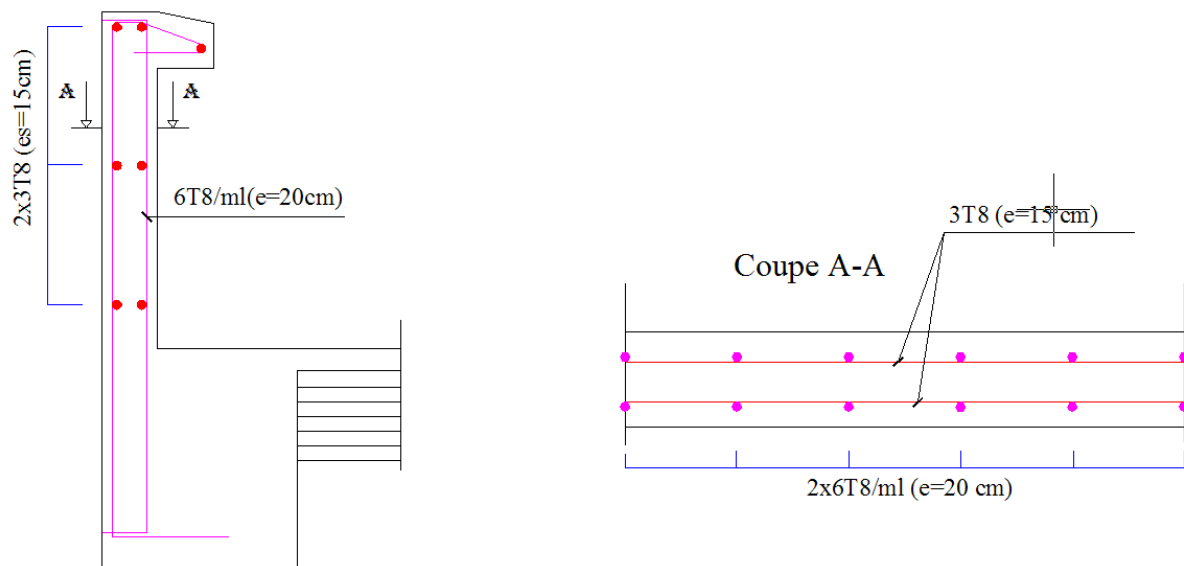 2x3T8 (es=15cm)
A A
6T8/ml(e=20cm)
3T8 (e=15 cm)
Coupe A-A
2x6T8/ml (e=20 cm)